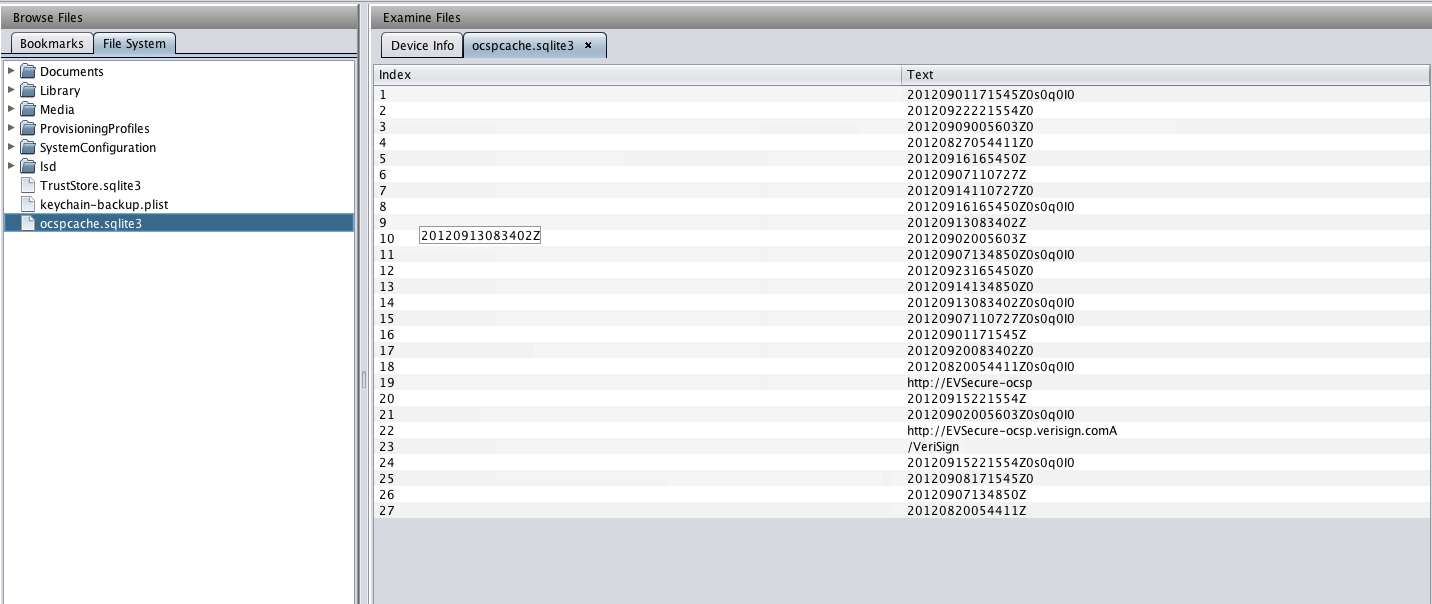 Browse Files
Bookmarks File System
Documents
Library
Media
ProvisioningProfiles
SystemConfiguration
lsd
TrustStore.sqlite3
keychain-backup.plist
ocspcache.sqlite3
Examine Files
Device Info ocspcache.sqlite3 ×
Index Text
1 20120901171545Z0s0q0I0
2 20120922221554Z0
3 20120909005603Z0
4 20120827054411Z0
5 20120916165450Z
6 20120907110727Z
7 20120914110727Z0
8 20120916165450Z0s0q0I0
9 20120913083402Z
20120913083402Z
10 20120902005603Z
11 20120907134850Z0s0q0I0
12 20120923165450Z0
13 20120914134850Z0
14 20120913083402Z0s0q0I0
15 20120907110727Z0s0q0I0
16 20120901171545Z
17 20120920083402Z0
18 20120820054411Z0s0q0I0
19 http://EVSecure-ocsp
20 20120915221554Z
21 20120902005603Z0s0q0I0
22 http://EVSecure-ocsp.verisign.comA
23 /VeriSign
24 20120915221554Z0s0q0I0
25 20120908171545Z0
26 20120907134850Z
27 20120820054411Z